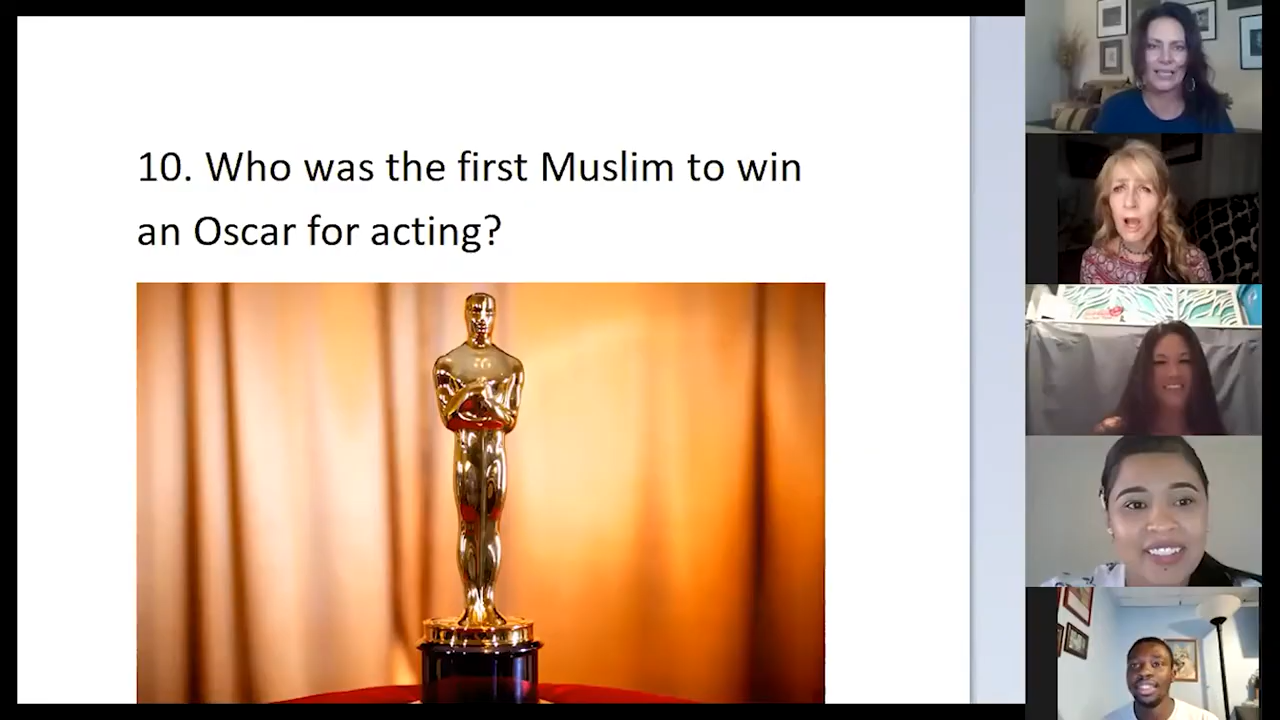 10. Who was the first Muslim to win
an Oscar for acting?